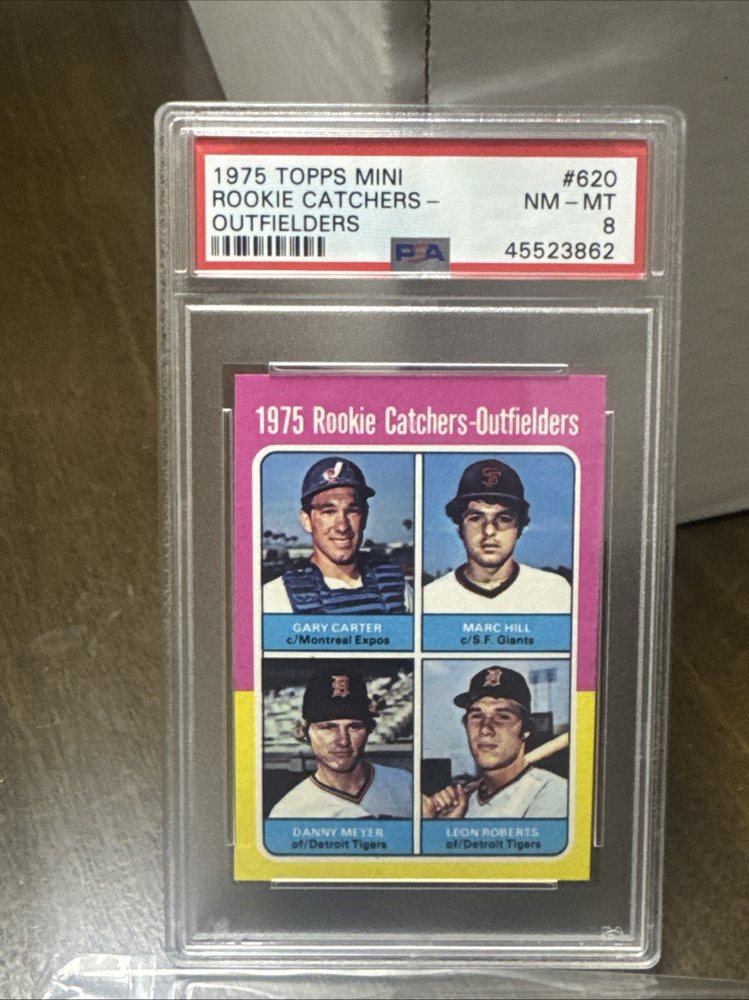 1975 TOPPS MINI #620
ROOKIE CATCHERS- NM-MT
OUTFIELDERS 8
PSA 45523862
1975 Rookie Catchers-Outfielders
GARY CARTER
c/Montreal Expos
MARC HILL
c/S.F. Giants
DANNY MEYER
of/Detroit Tigers
LEON ROBERTS
of/Detroit Tigers